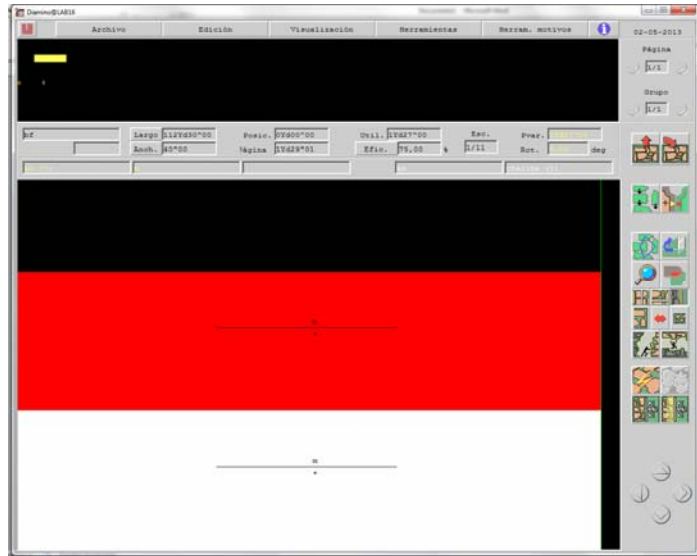 Diamino@LAB16
Archivo Edición Visualización Herramientas Herram. motivos
02-05-2013
Página
1/1
Grupo
1/1
mf Largo 112Yd30"00 Posic. 0Yd00"00 Util. 1Yd27"00 Esc. Pvar.
Anch. 40"00 Página 1Yd29"01 Efic. 75,00 % 1/11 Rot. deg